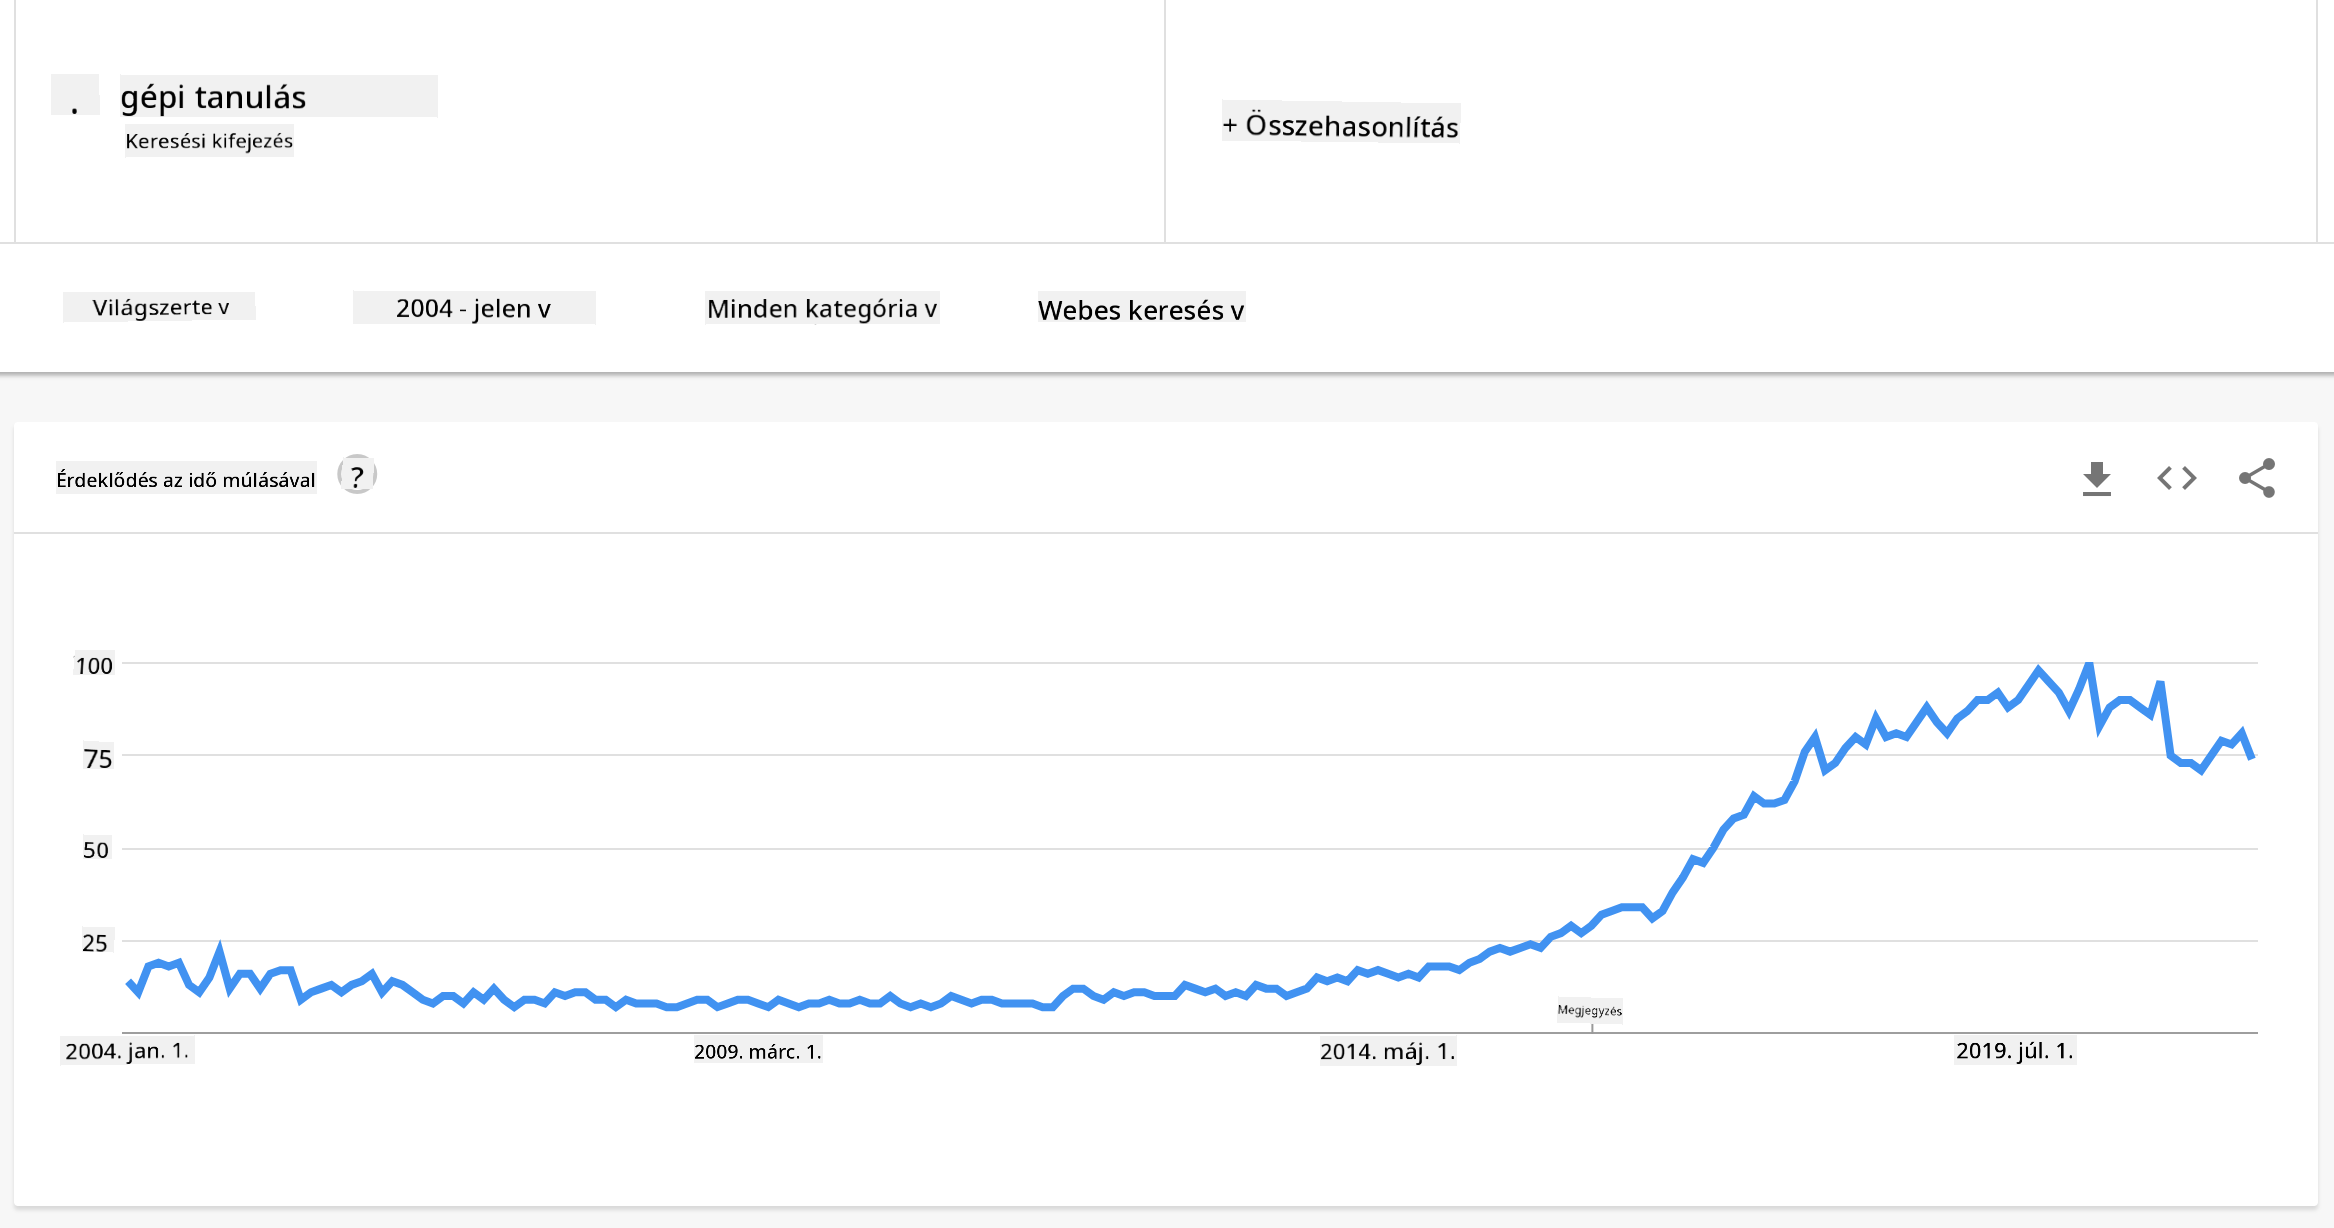 . gépi tanulás
Keresési kifejezés
+ Összehasonlítás
Világszerte v
2004 - jelen v
Minden kategória v
Webes keresés v
Érdeklődés az idő múlásával
?
100
75
50
25
Megjegyzés
2004. jan. 1.
2009. márc. 1.
2014. máj. 1.
2019. júl. 1.